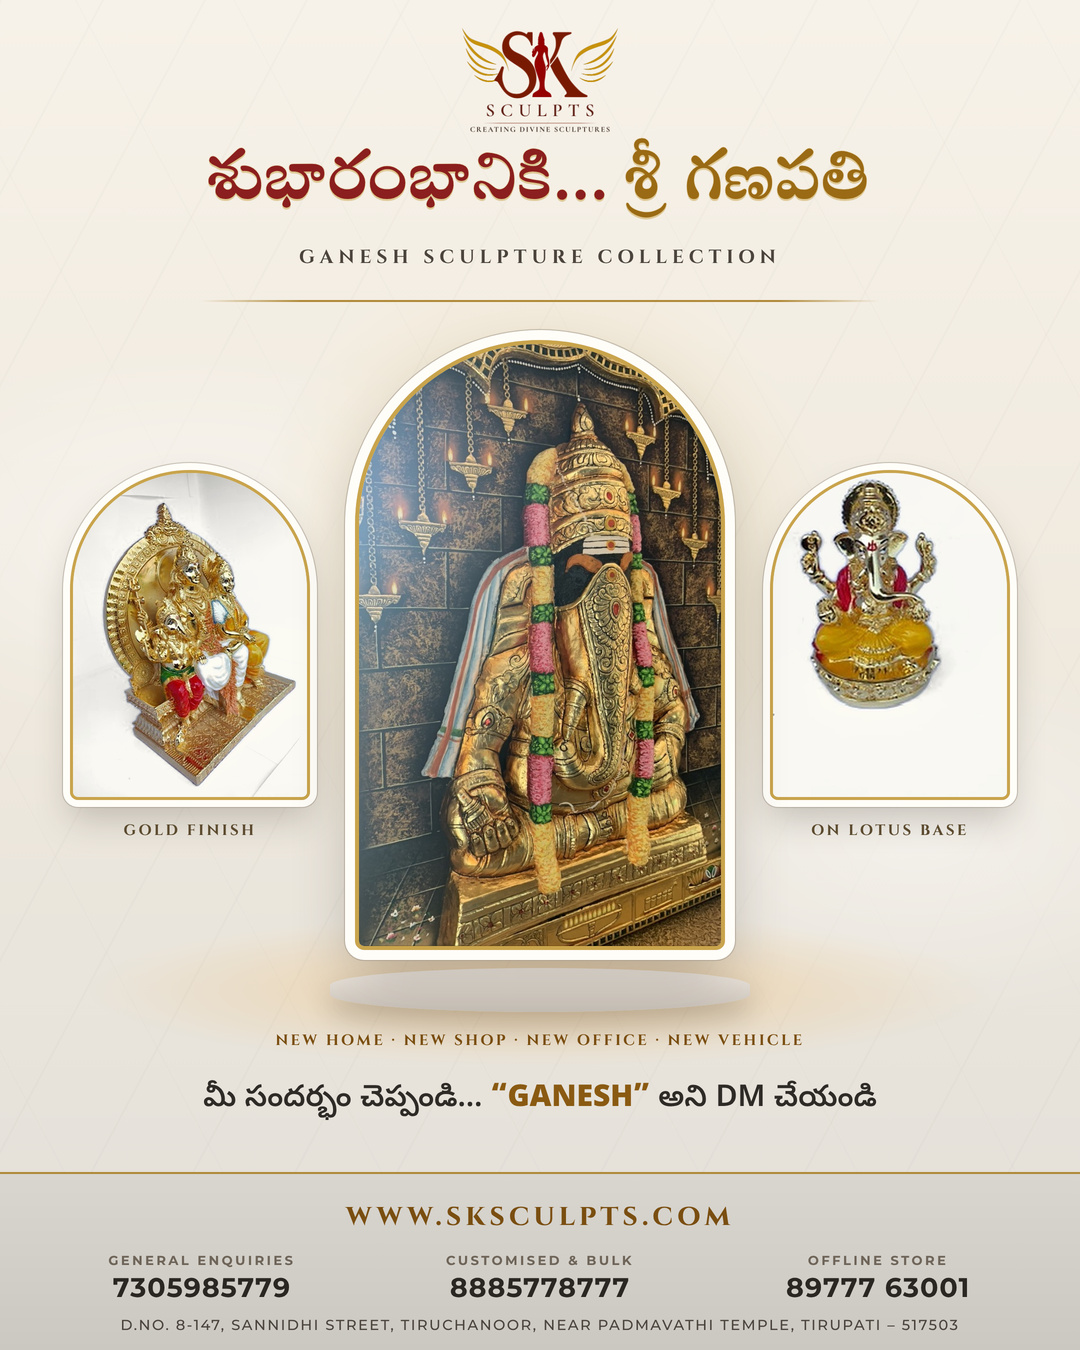 SK
SCULPTS
CREATING DIVINE SCULPTURES
శుభారంభానికి... శ్రీ గణపతి
GANESH SCULPTURE COLLECTION
GOLD FINISH
ON LOTUS BASE
NEW HOME · NEW SHOP · NEW OFFICE · NEW VEHICLE
మీ సందర్భం చెప్పండి... “GANESH” అని DM చేయండి
WWW.SKSCULPTS.COM
GENERAL ENQUIRIES
7305985779
CUSTOMISED & BULK
8885778777
OFFLINE STORE
89777 63001
D.NO. 8-147, SANNIDHI STREET, TIRUCHANOOR, NEAR PADMAVATHI TEMPLE, TIRUPATI – 517503